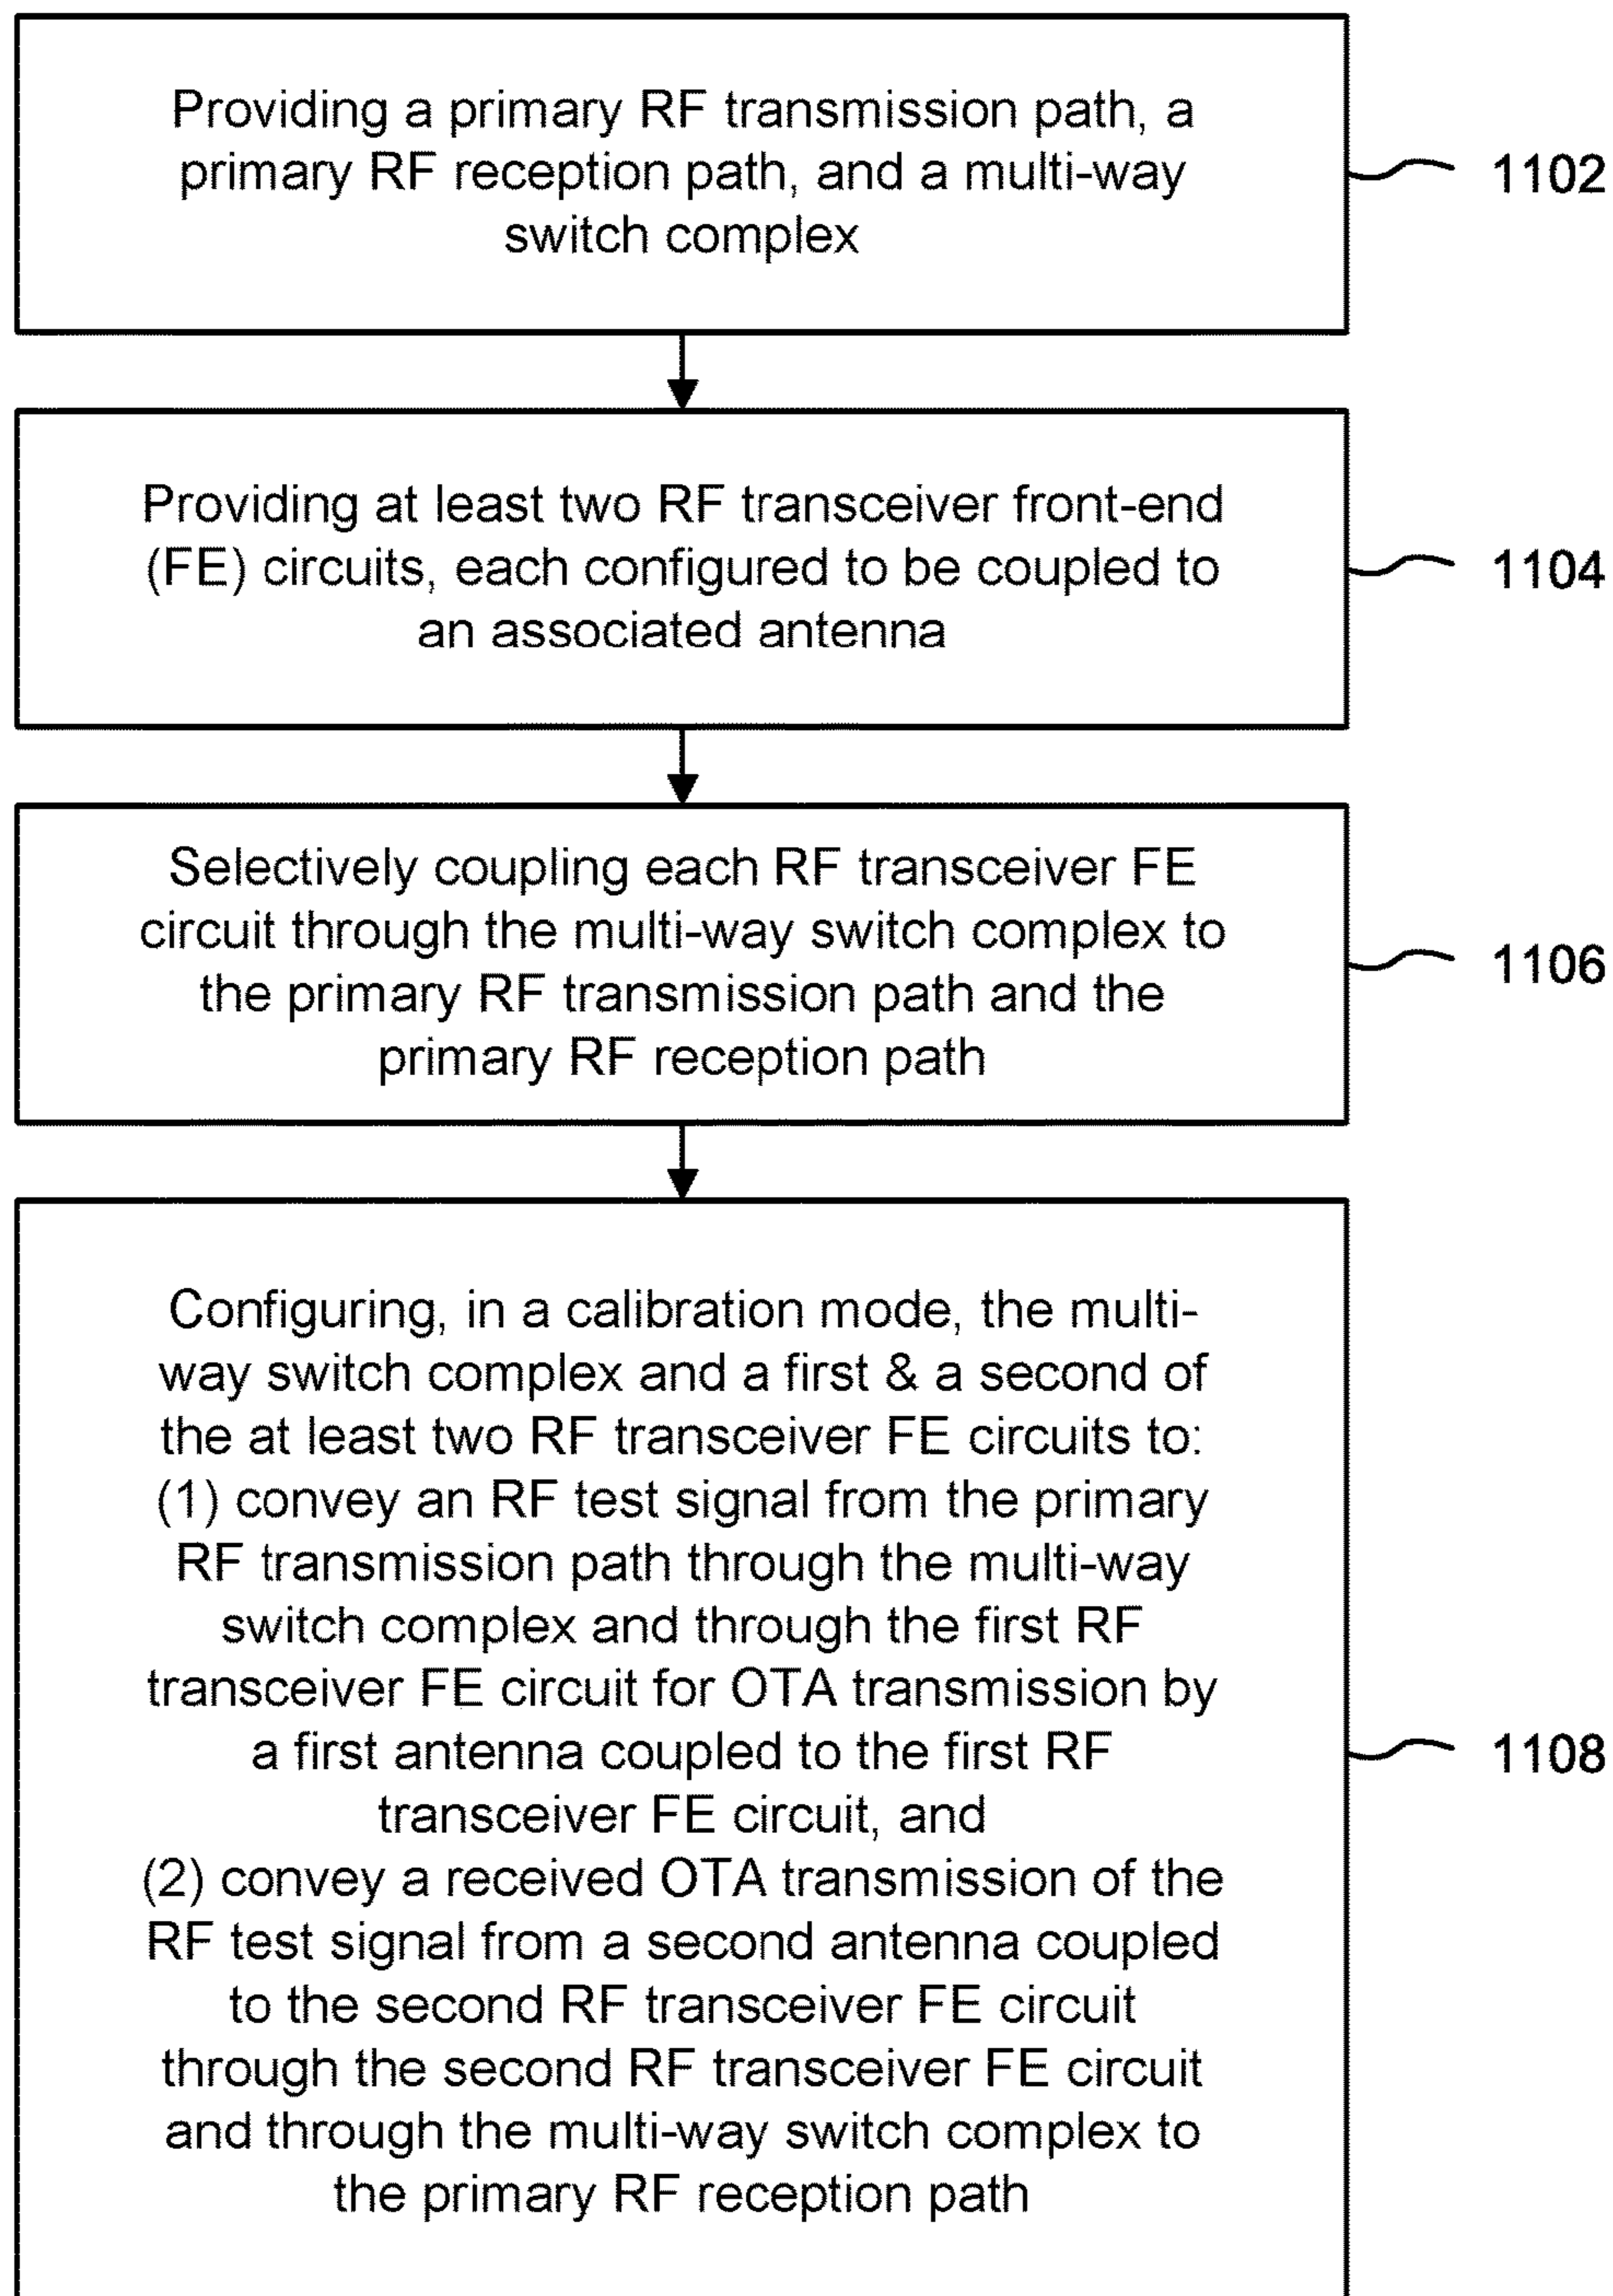 Providing a primary RF transmission path, a
primary RF reception path, and a multi-way
switch complex
1102
Providing at least two RF transceiver front-end
(FE) circuits, each configured to be coupled to
an associated antenna
1104
Selectively coupling each RF transceiver FE
circuit through the multi-way switch complex to
the primary RF transmission path and the
primary RF reception path
1106
Configuring, in a calibration mode, the multi-
way switch complex and a first & a second of
the at least two RF transceiver FE circuits to:
(1) convey an RF test signal from the primary
RF transmission path through the multi-way
switch complex and through the first RF
transceiver FE circuit for OTA transmission by
a first antenna coupled to the first RF
transceiver FE circuit, and
(2) convey a received OTA transmission of the
RF test signal from a second antenna coupled
to the second RF transceiver FE circuit
through the second RF transceiver FE circuit
and through the multi-way switch complex to
the primary RF reception path
1108